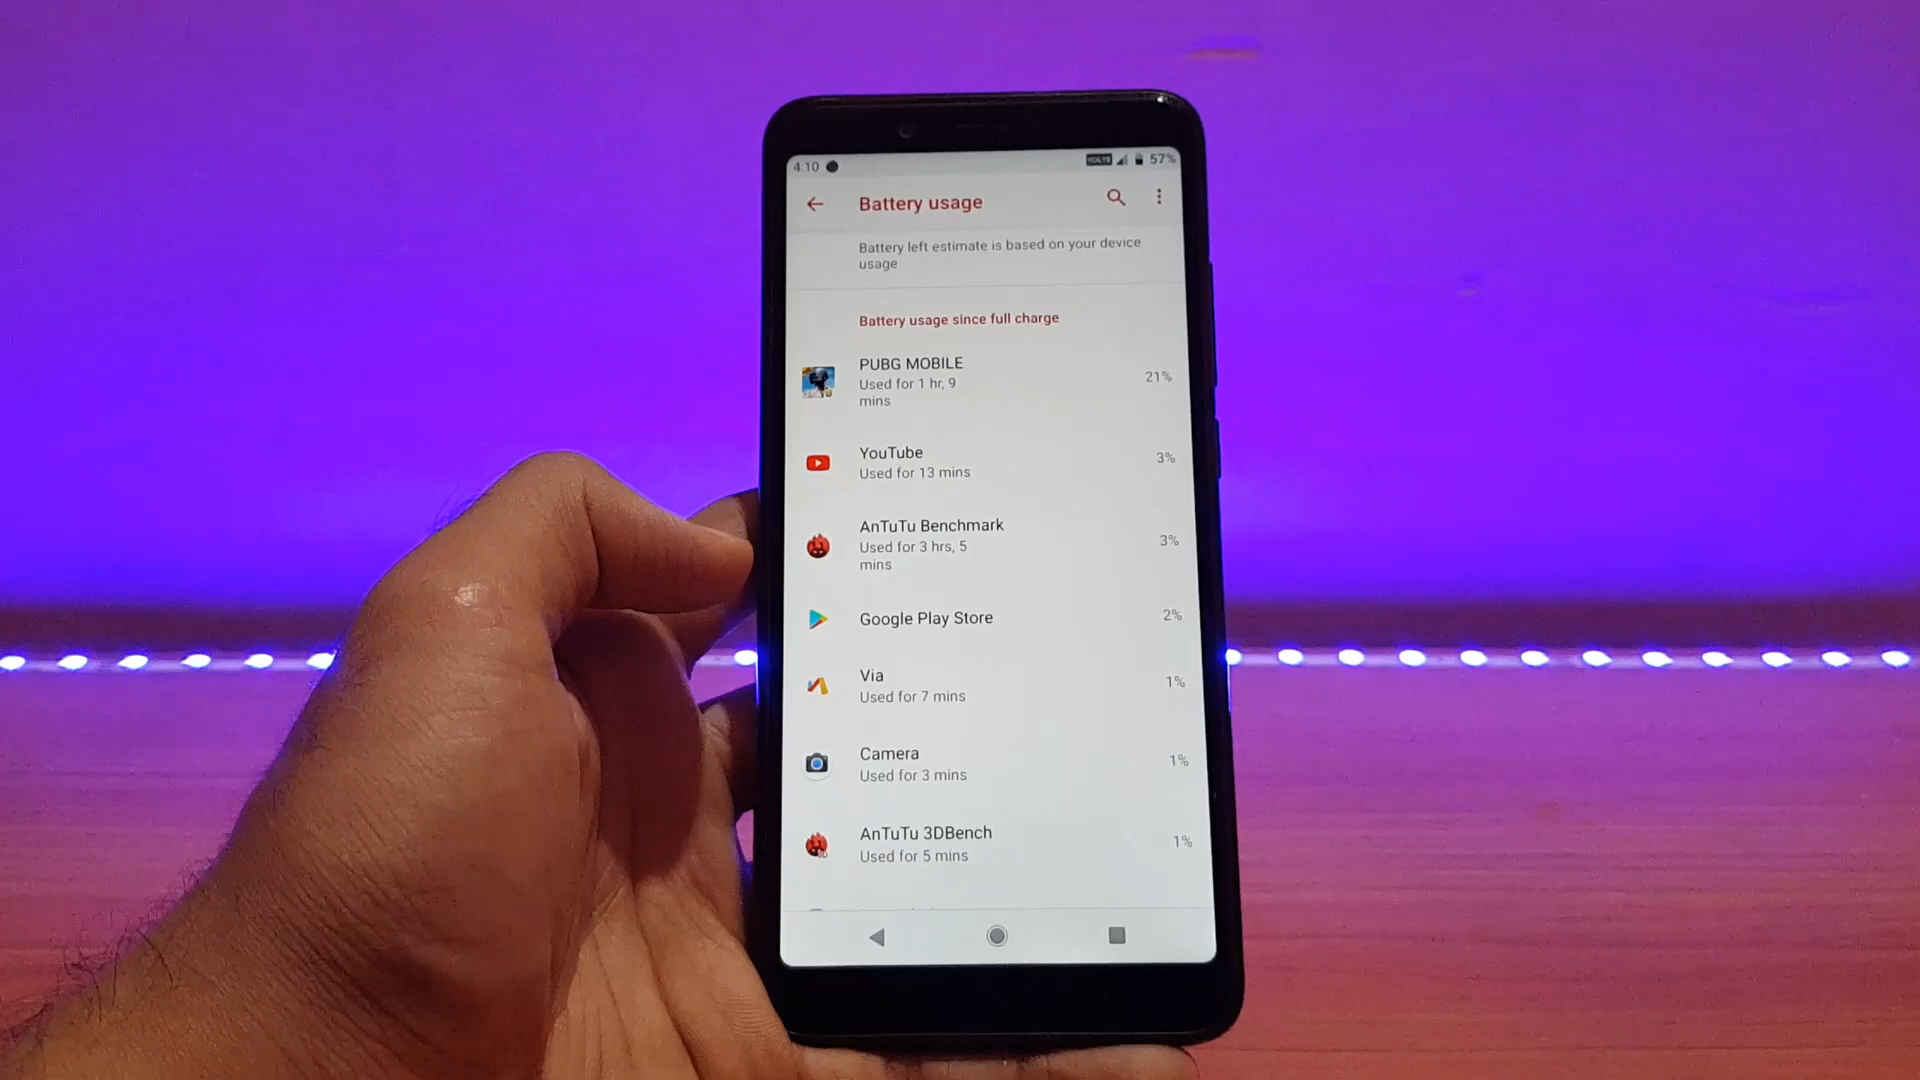 4:10 VOLTE 57%
Battery usage
Battery left estimate is based on your device
usage
Battery usage since full charge
PUBG MOBILE
Used for 1 hr, 9
mins
21%
YouTube
Used for 13 mins
3%
AnTuTu Benchmark
Used for 3 hrs, 5
mins
3%
Google Play Store
2%
Via
Used for 7 mins
1%
Camera
Used for 3 mins
1%
AnTuTu 3DBench
Used for 5 mins
1%